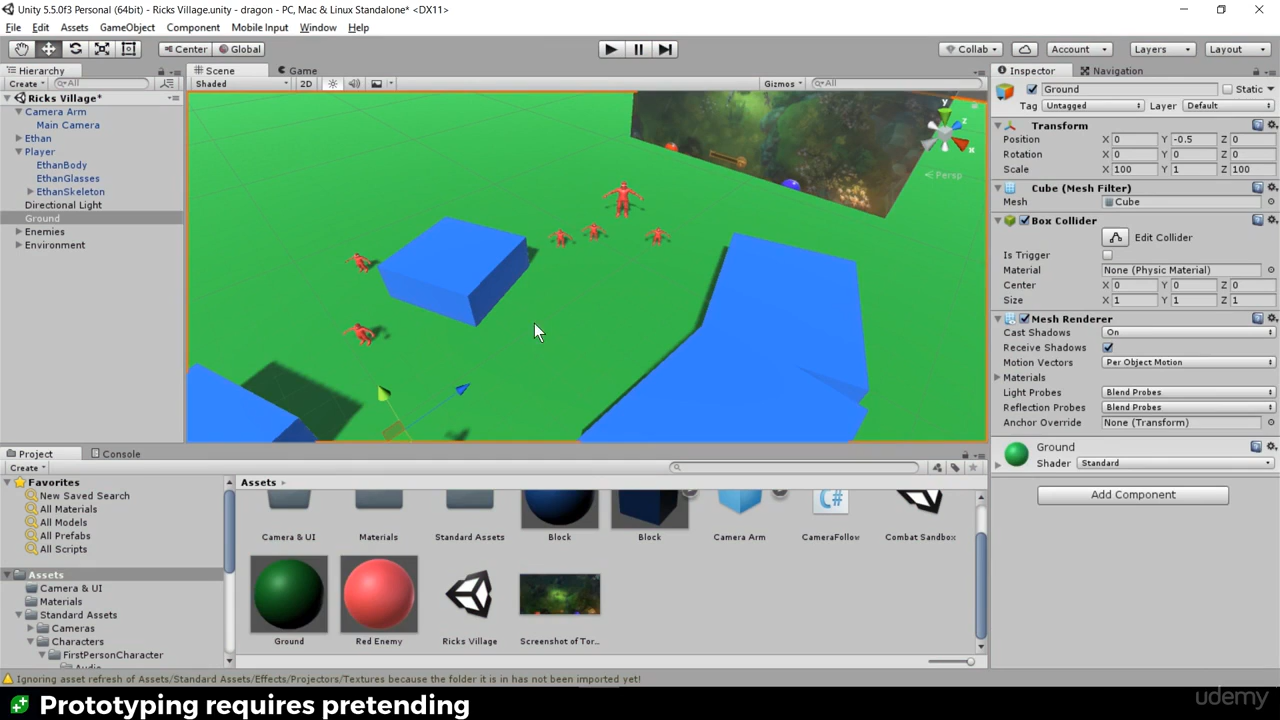 Unity 5.5.0f3 Personal (64bit) - Ricks Village.unity - dragon - PC, Mac & Linux Standalone* <DX11>
File Edit Assets GameObject Component Mobile Input Window Help
Center Global Collab Account Layers Layout
Hierarchy
Create All
Ricks Village*
Camera Arm
Main Camera
Ethan
Player
EthanBody
EthanGlasses
EthanSkeleton
Directional Light
Ground
Enemies
Environment
Scene Game
Shaded 2D Gizmos All
y
z
x
Persp
Inspector Navigation
Ground Static
Tag Untagged Layer Default
Transform
Position X 0 Y -0.5 Z 0
Rotation X 0 Y 0 Z 0
Scale X 100 Y 1 Z 100
Cube (Mesh Filter)
Mesh Cube
Box Collider
Edit Collider
Is Trigger
Material None (Physic Material)
Center X 0 Y 0 Z 0
Size X 1 Y 1 Z 1
Mesh Renderer
Cast Shadows On
Receive Shadows
Motion Vectors Per Object Motion
Materials
Light Probes Blend Probes
Reflection Probes Blend Probes
Anchor Override None (Transform)
Ground
Shader Standard
Add Component
Project Console
Create
Favorites
New Saved Search
All Materials
All Models
All Prefabs
All Scripts
Assets
Camera & UI
Materials
Standard Assets
Cameras
Characters
FirstPersonCharacter
Audio
Assets
C#
Camera & UI Materials Standard Assets Block Block Camera Arm CameraFollow Combat Sandbox
Ground Red Enemy Ricks Village Screenshot of Tor...
Ignoring asset refresh of Assets/Standard Assets/Effects/Projectors/Textures because the folder it is in has not been imported yet!
Prototyping requires pretending
udemy